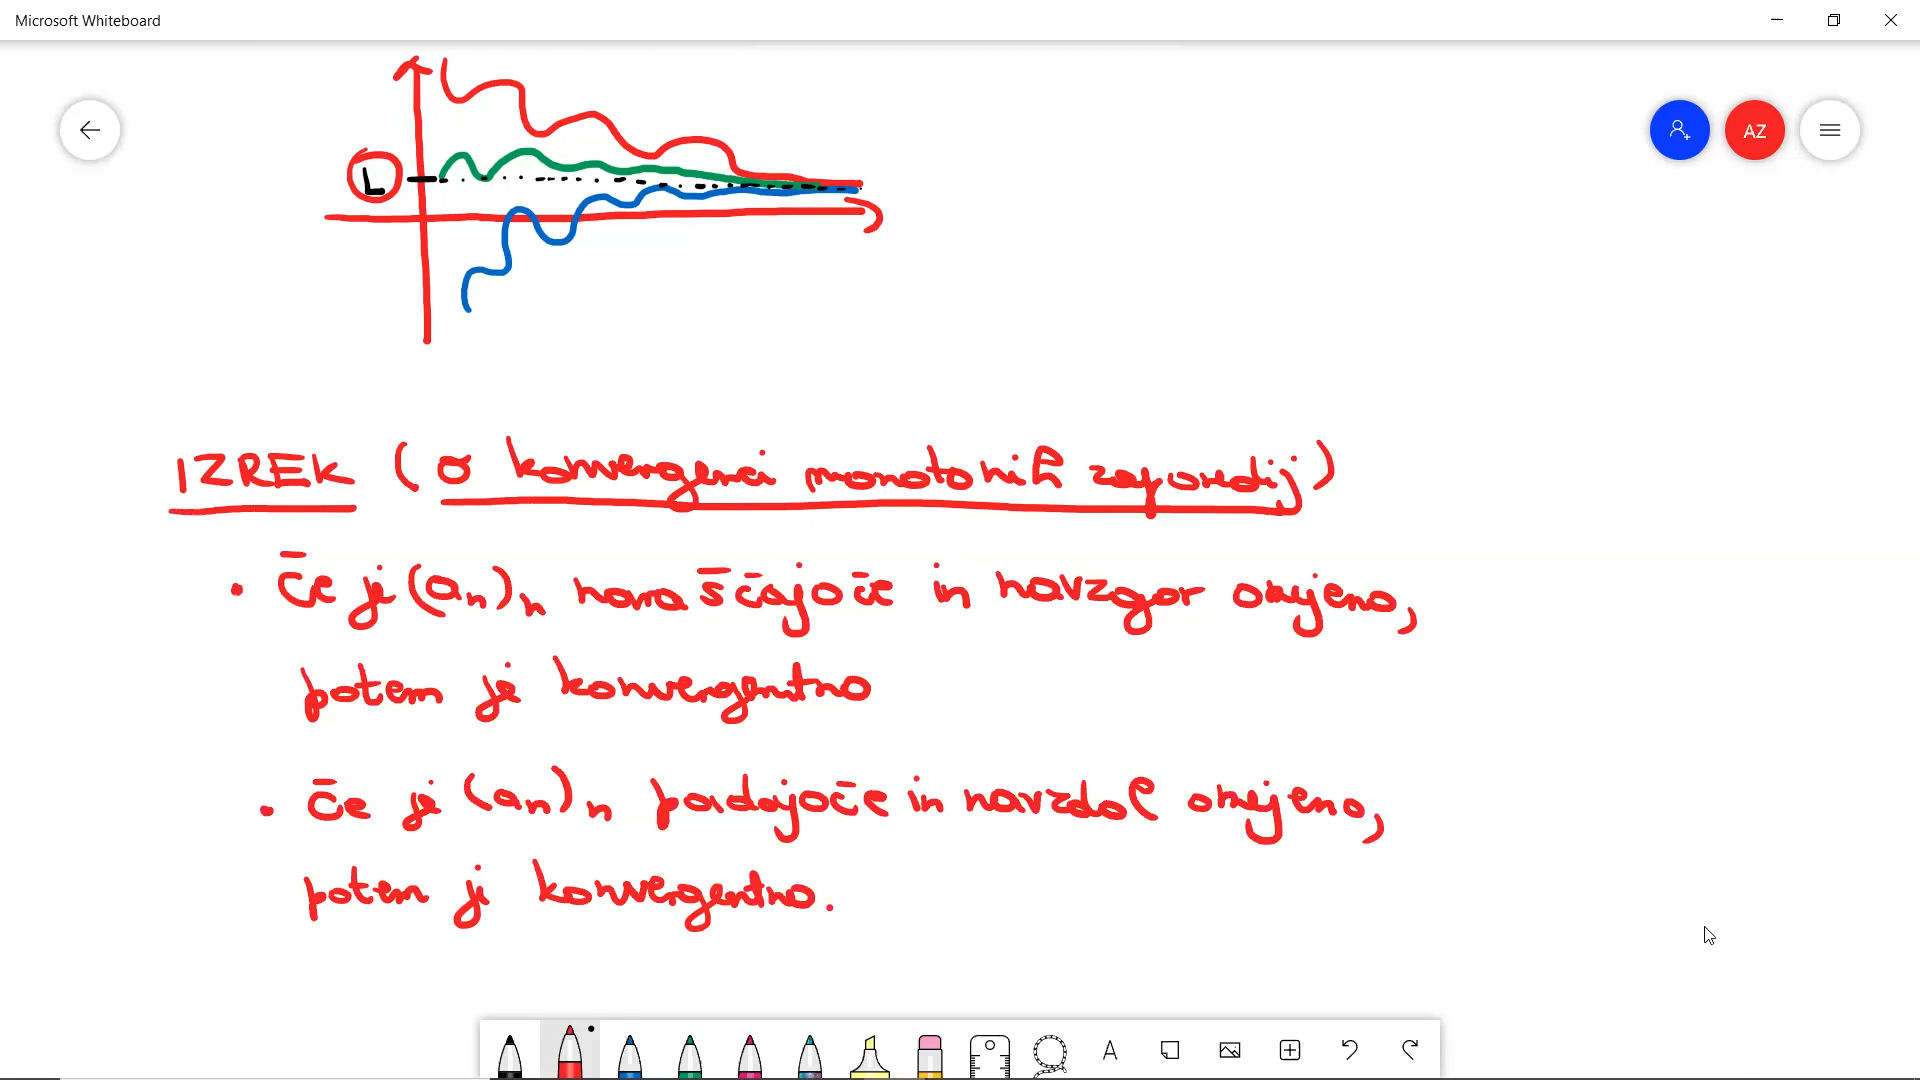 Microsoft Whiteboard
AZ
L
IZREK (o konvergenci monotonih zaporedij)
• Če je (aₙ)ₙ naraščajoče in navzgor omejeno,
potem je konvergentno
• Če je (aₙ)ₙ padajoče in navzdol omejeno,
potem je konvergentno.
A